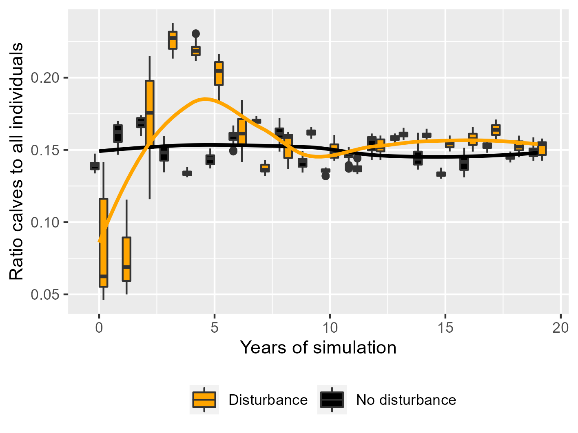 Ratio calves to all individuals
0.20
0.15
0.10
0.05
0 5 10 15 20
Years of simulation
Disturbance No disturbance